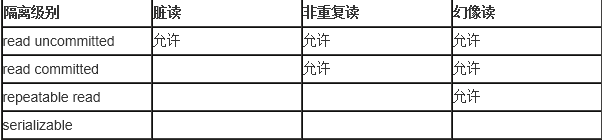 隔离级别 脏读 非重复读 幻像读
read uncommitted 允许 允许 允许
read committed 允许 允许
repeatable read 允许
serializable